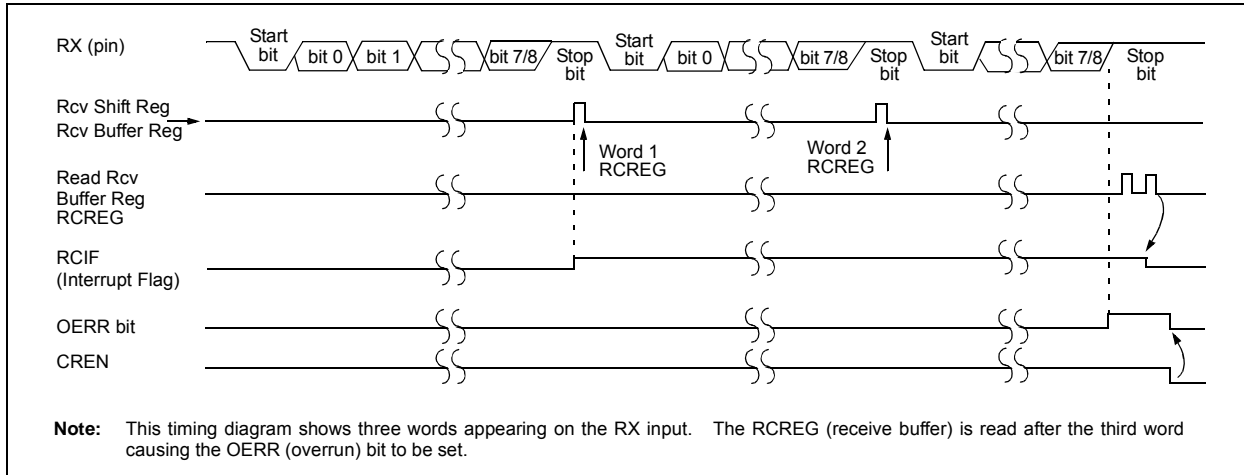 RX (pin)
Start
bit
bit 0
bit 1
bit 7/8
Stop
bit
Start
bit
bit 0
bit 7/8
Stop
bit
Start
bit
bit 7/8
Stop
bit
Rcv Shift Reg
Rcv Buffer Reg
Word 1
RCREG
Word 2
RCREG
Read Rcv
Buffer Reg
RCREG
RCIF
(Interrupt Flag)
OERR bit
CREN
Note: This timing diagram shows three words appearing on the RX input. The RCREG (receive buffer) is read after the third word
causing the OERR (overrun) bit to be set.